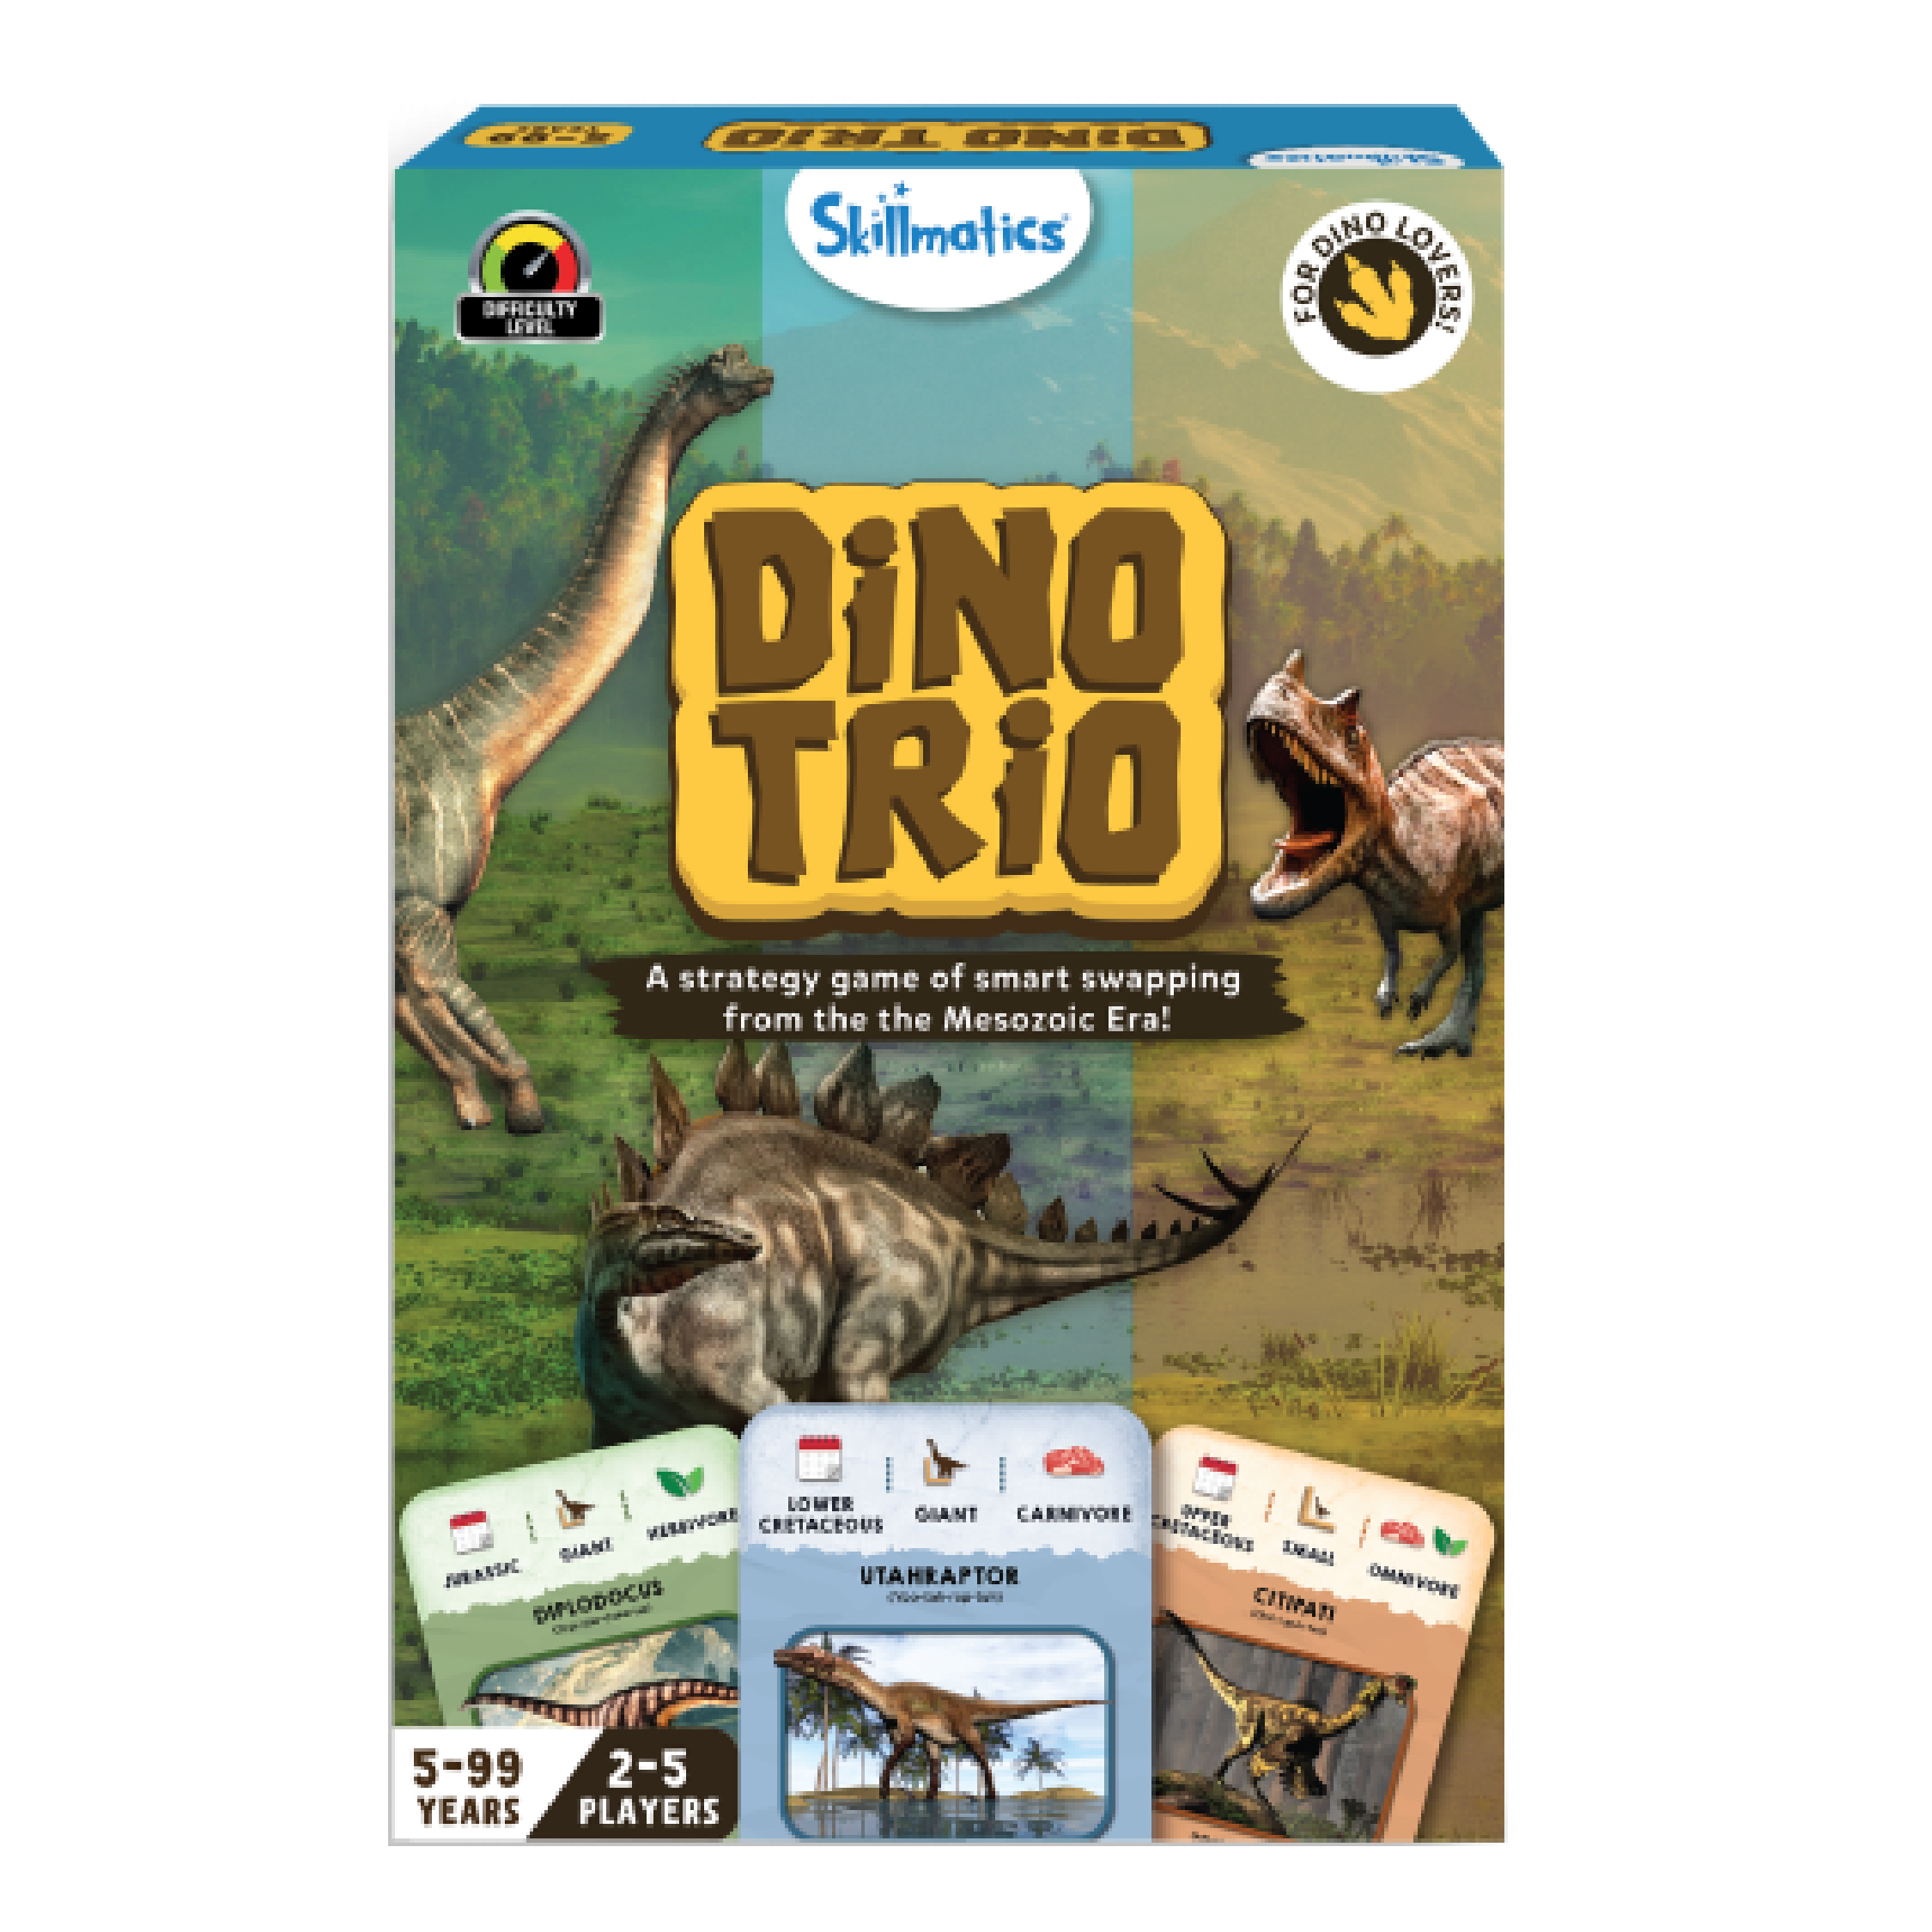 5-99
DiNO TRiO
Skillmatics
DIFFICULTY
LEVEL
FOR DINO LOVERS!
DiNO
TRiO
A strategy game of smart swapping
from the the Mesozoic Era!
JURASSIC
GIANT
HERBIVORE
DIPLODOCUS
LOWER
CRETACEOUS
GIANT
CARNIVORE
UTAHRAPTOR
UPPER
CRETACEOUS
SMALL
OMNIVORE
CITIPATI
5-99
YEARS
2-5
PLAYERS